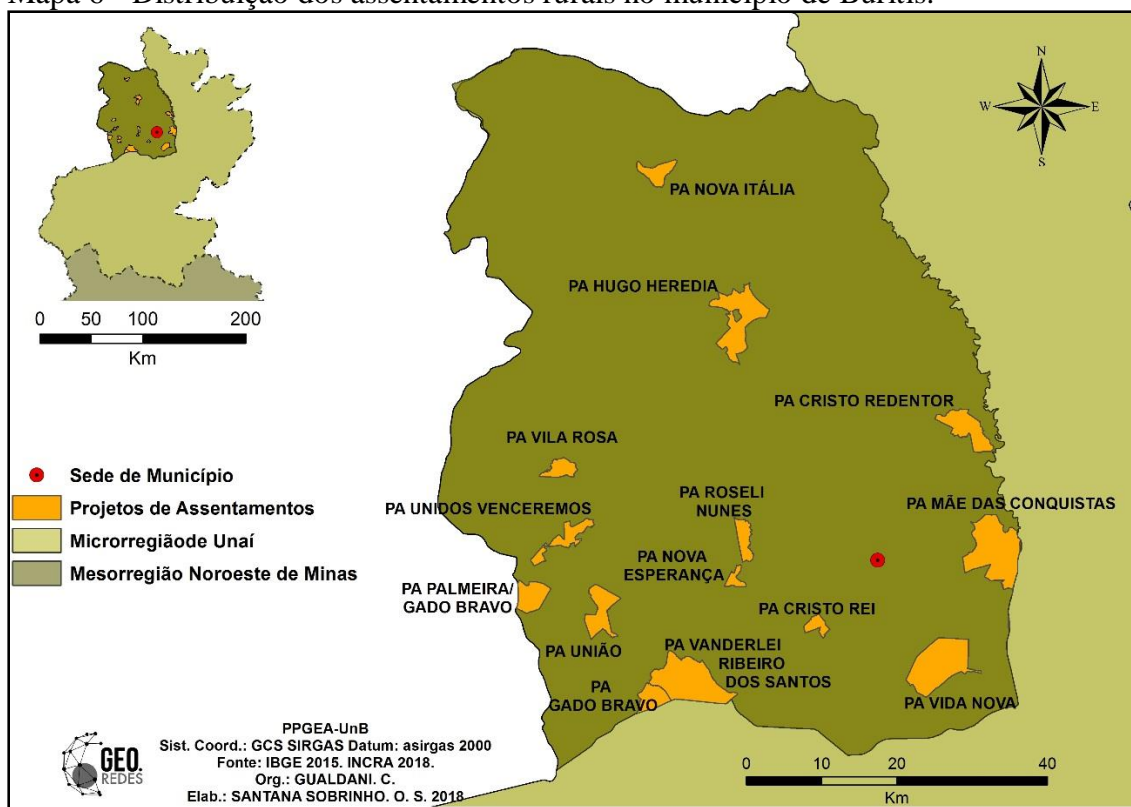 Mapa 6 - Distribuição dos assentamentos rurais no município de Buritis.
N
W
E
S
0 50 100 200
Km
PA NOVA ITÁLIA
PA HUGO HEREDIA
PA CRISTO REDENTOR
PA VILA ROSA
PA UNIDOS VENCEREMOS
PA ROSELI
NUNES
PA MÃE DAS CONQUISTAS
PA NOVA
ESPERANÇA
PA PALMEIRA/
GADO BRAVO
PA CRISTO REI
PA UNIÃO
PA VANDERLEI
RIBEIRO
DOS SANTOS
PA
GADO BRAVO
PA VIDA NOVA
Sede de Município
Projetos de Assentamentos
Microrregiãode Unaí
Mesorregião Noroeste de Minas
GEO.
REDES
PPGEA-UnB
Sist. Coord.: GCS SIRGAS Datum: asirgas 2000
Fonte: IBGE 2015. INCRA 2018.
Org.: GUALDANI. C.
Elab.: SANTANA SOBRINHO. O. S. 2018
0 20 20 40
Km